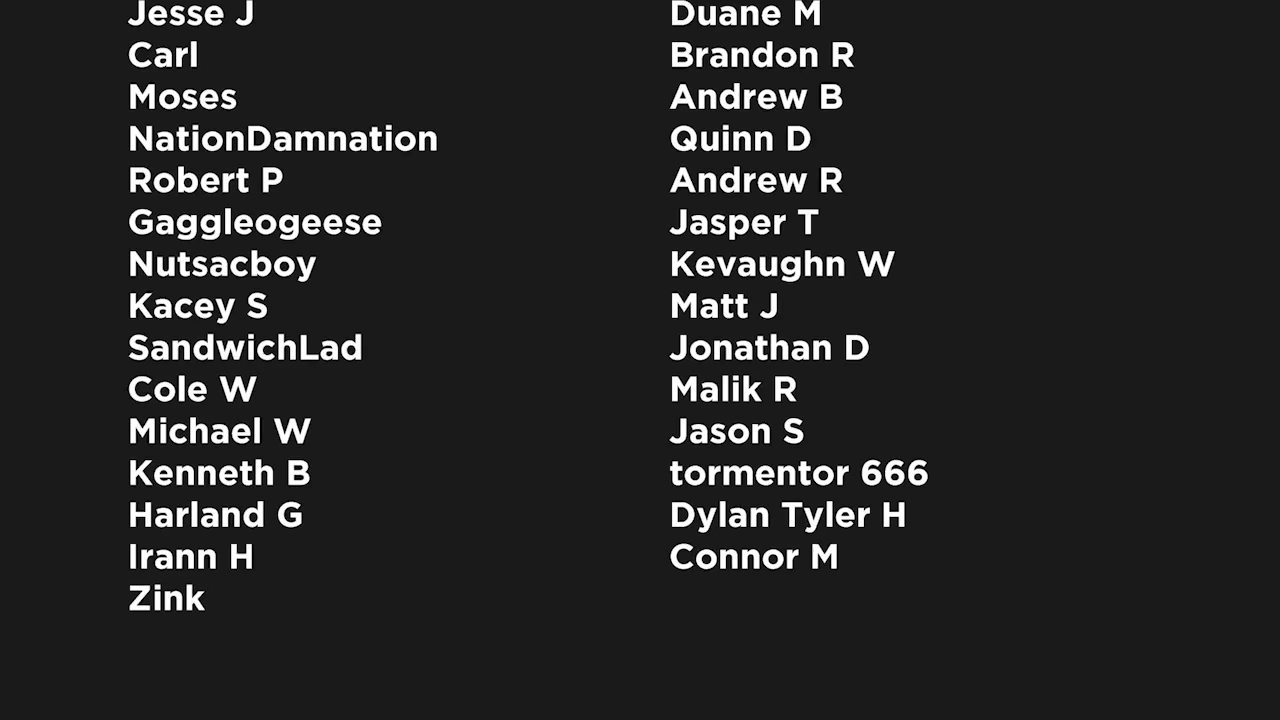 Jesse J
Carl
Moses
NationDamnation
Robert P
Gaggleogeese
Nutsacboy
Kacey S
SandwichLad
Cole W
Michael W
Kenneth B
Harland G
Irann H
Zink
Duane M
Brandon R
Andrew B
Quinn D
Andrew R
Jasper T
Kevaughn W
Matt J
Jonathan D
Malik R
Jason S
tormentor 666
Dylan Tyler H
Connor M